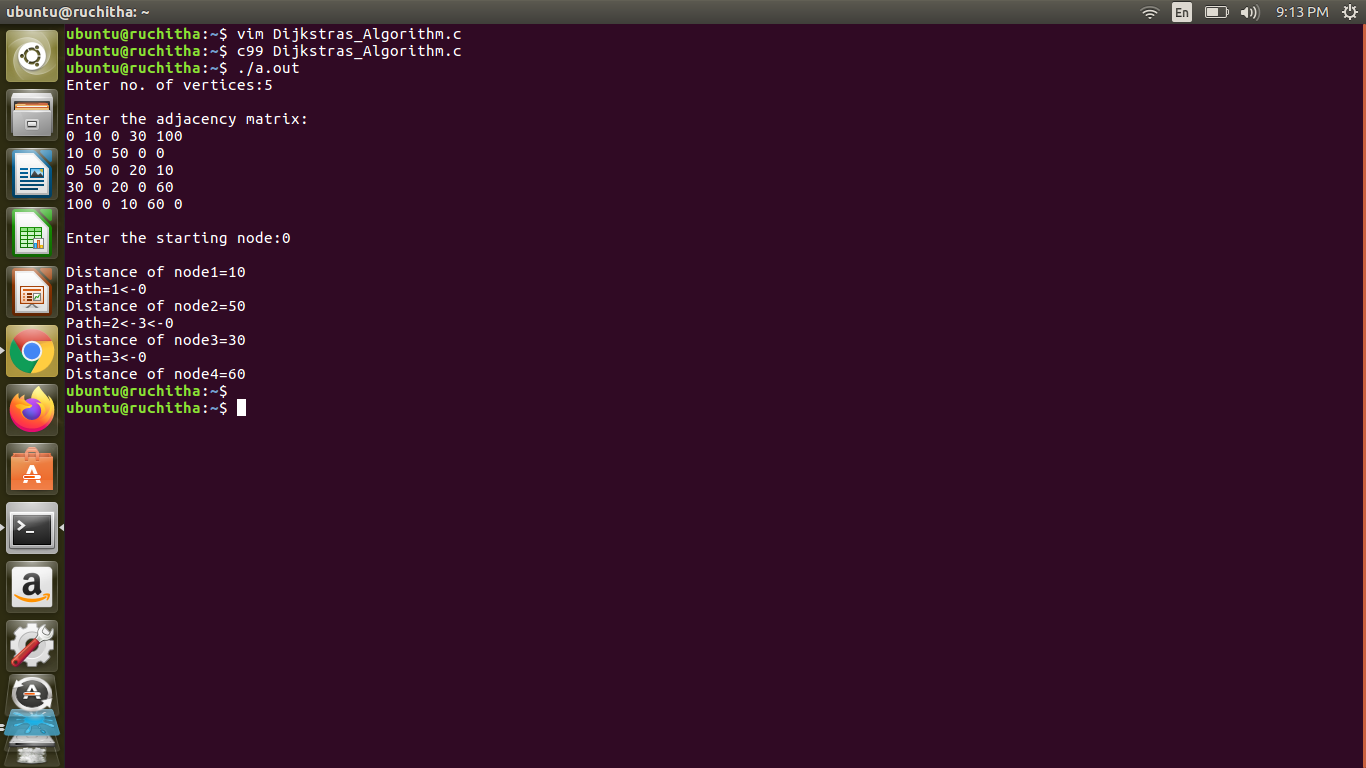 ubuntu@ruchitha: ~
En
9:13 PM
ubuntu@ruchitha:~$ vim Dijkstras_Algorithm.c
ubuntu@ruchitha:~$ c99 Dijkstras_Algorithm.c
ubuntu@ruchitha:~$ ./a.out
Enter no. of vertices:5
Enter the adjacency matrix:
0 10 0 30 100
10 0 50 0 0
0 50 0 20 10
30 0 20 0 60
100 0 10 60 0
Enter the starting node:0
Distance of node1=10
Path=1<-0
Distance of node2=50
Path=2<-3<-0
Distance of node3=30
Path=3<-0
Distance of node4=60
ubuntu@ruchitha:~$
ubuntu@ruchitha:~$